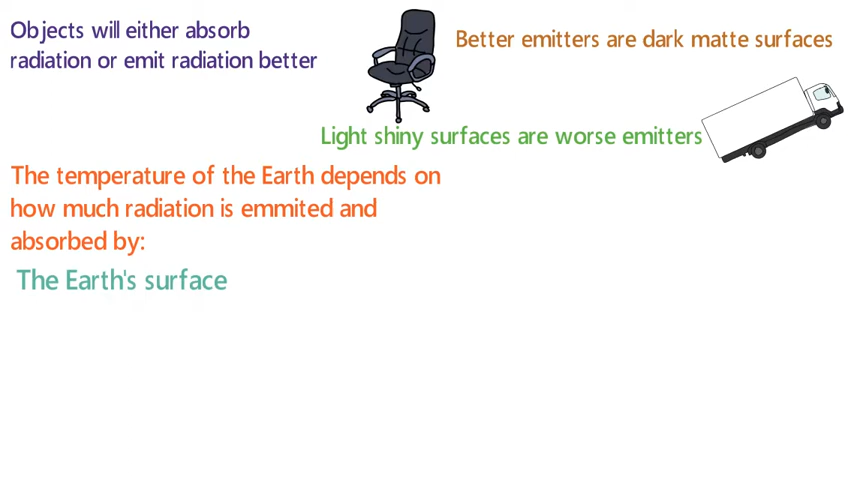 Objects will either absorb
radiation or emit radiation better
Better emitters are dark matte surfaces
Light shiny surfaces are worse emitters
The temperature of the Earth depends on
how much radiation is emmited and
absorbed by:
The Earth's surface